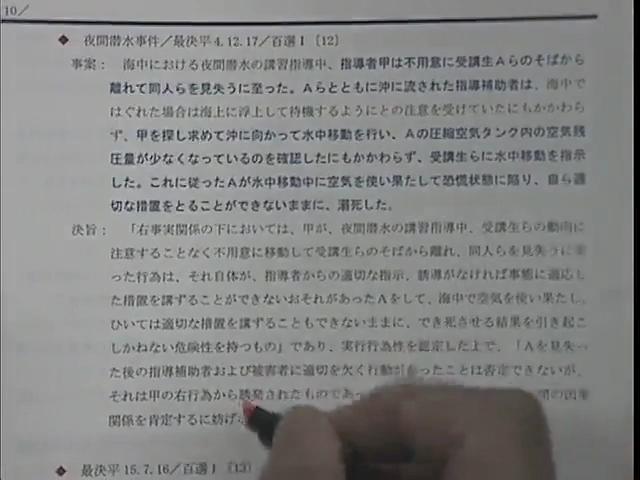 10／
◆ 夜間潜水事件／最決平4.12.17／百選Ⅰ〔12〕
事案： 海中における夜間潜水の講習指導中、指導者甲は不用意に受講生Aらのそばから
離れて同人らを見失うに至った。Aらとともに沖に流された指導補助者は、海中で
はぐれた場合は海上に浮上して待機するようにとの注意を受けていたにもかかわら
ず、甲を探し求めて沖に向かって水中移動を行い、Aの圧縮空気タンク内の空気残
圧量が少なくなっているのを確認したにもかかわらず、受講生らに水中移動を指示
した。これに従ったAが水中移動中に空気を使い果たして恐慌状態に陥り、自ら適
切な措置をとることができないままに、溺死した。
決旨： 「右事実関係の下においては、甲が、夜間潜水の講習指導中、受講生らの動向に
注意することなく不用意に移動して受講生らのそばから離れ、同人らを見失うに至
った行為は、それ自体が、指導者からの適切な指示、誘導がなければ事態に適応し
た措置を講ずることができないおそれがあったAをして、海中で空気を使い果たし、
ひいては適切な措置を講ずることもできないままに、でき死させる結果を引き起こ
しかねない危険性を持つもの」であり、実行行為性を認定した上で、「Aを見失っ
た後の指導補助者及び被害者に適切を欠く行動があったことは否定できないが、
それは甲の右行為から誘発されたものであっ 間の因果
関係を肯定するに妨げ
◆ 最決平15.7.16／百選Ⅰ〔13〕